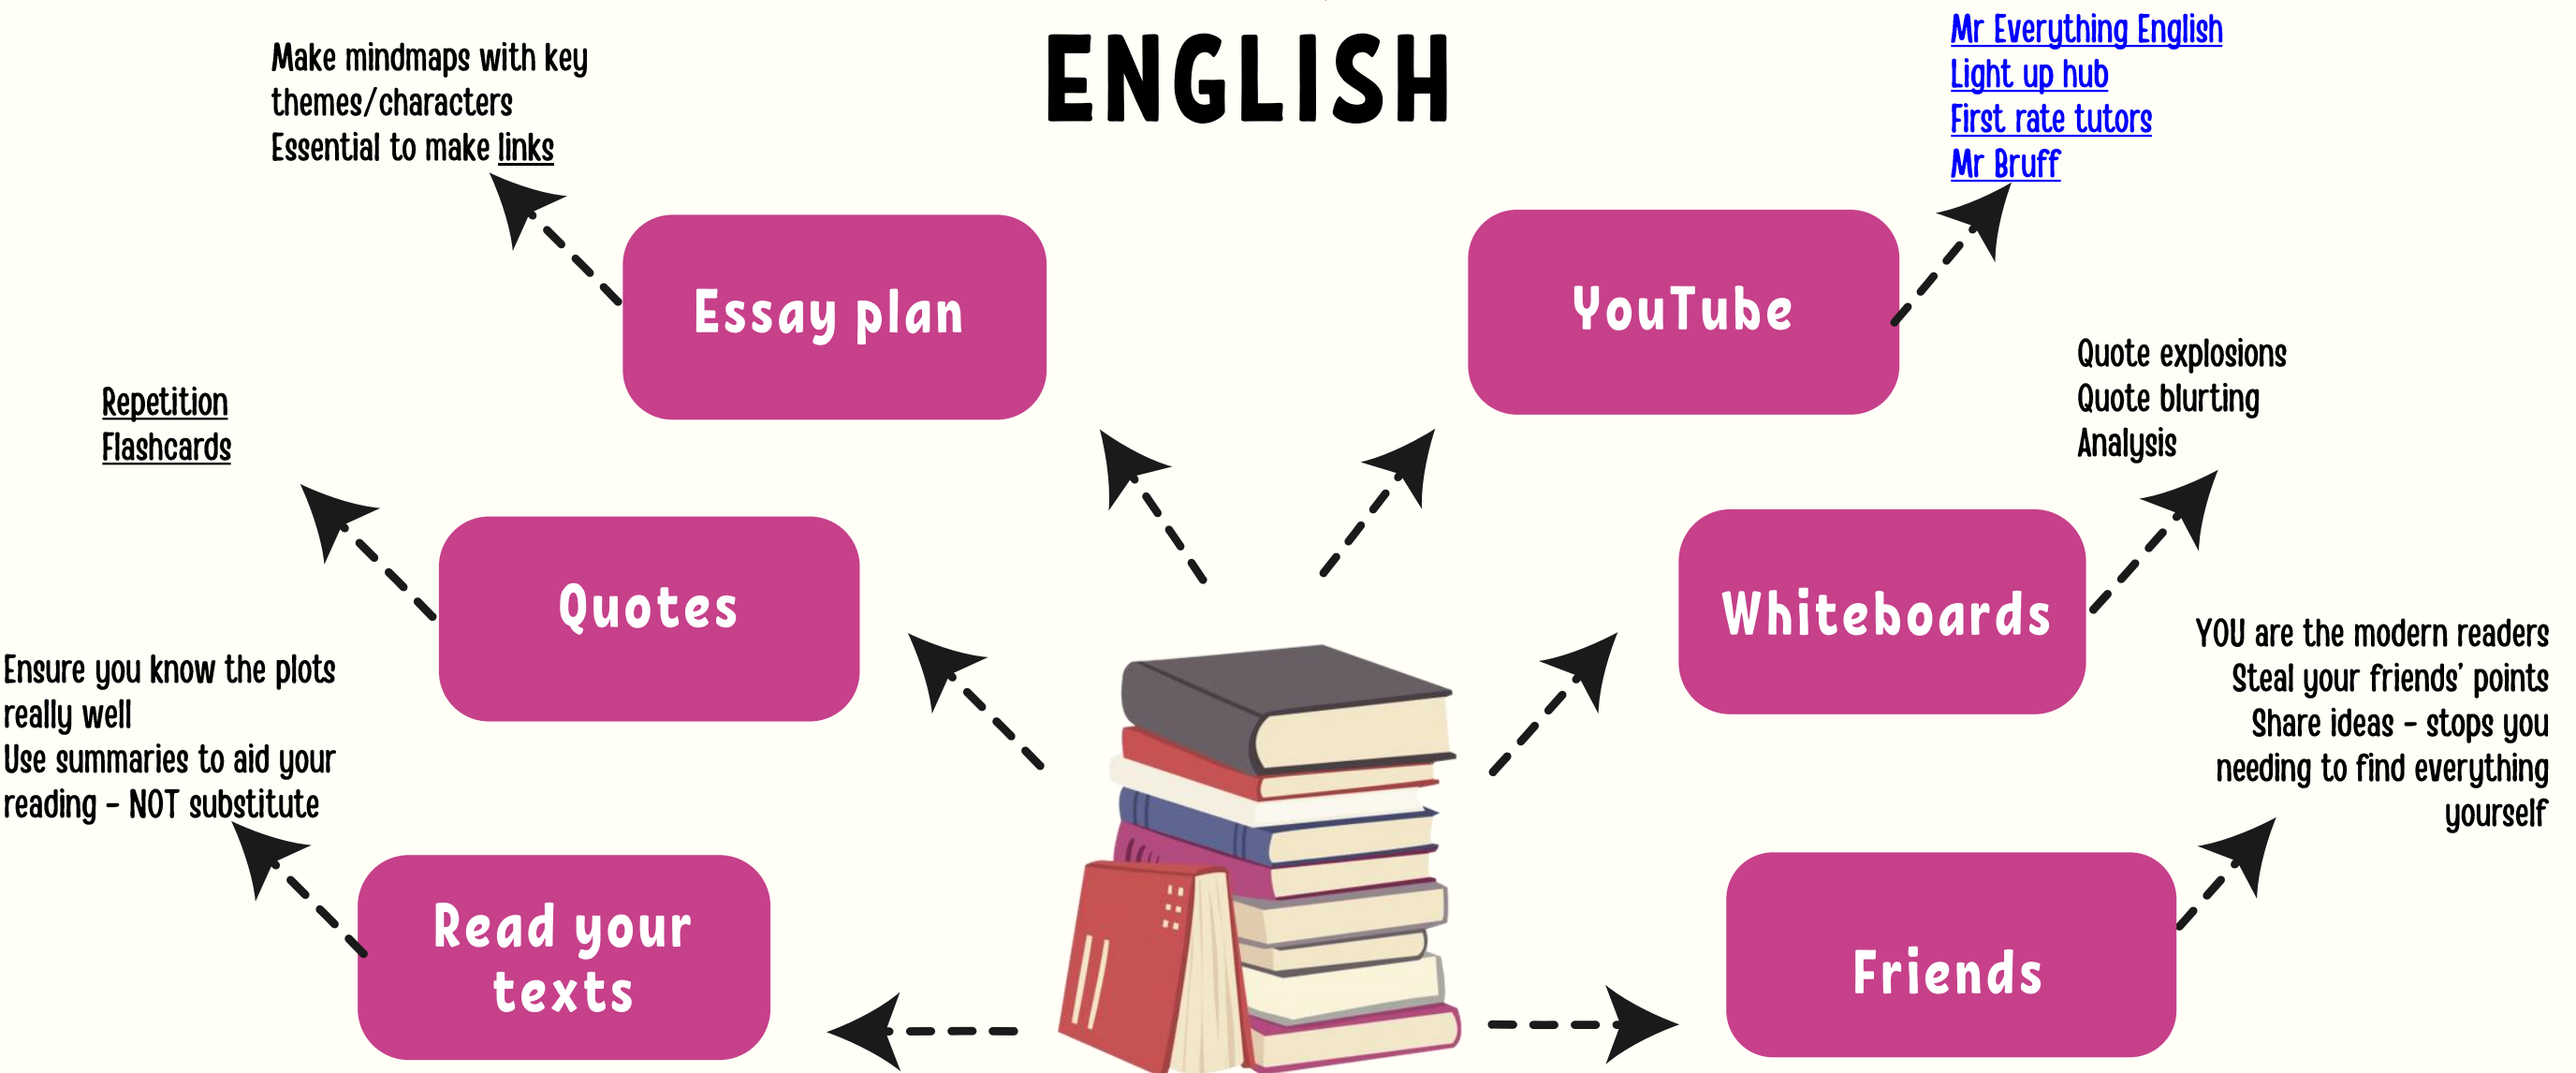 ENGLISH
Make mindmaps with key
themes/characters
Essential to make links
Essay plan
Repetition
Flashcards
Quotes
Ensure you know the plots
really well
Use summaries to aid your
reading - NOT substitute
Read your
texts
Mr Everything English
Light up hub
First rate tutors
Mr Bruff
YouTube
Quote explosions
Quote blurting
Analysis
Whiteboards
YOU are the modern readers
Steal your friends' points
Share ideas - stops you
needing to find everything
yourself
Friends